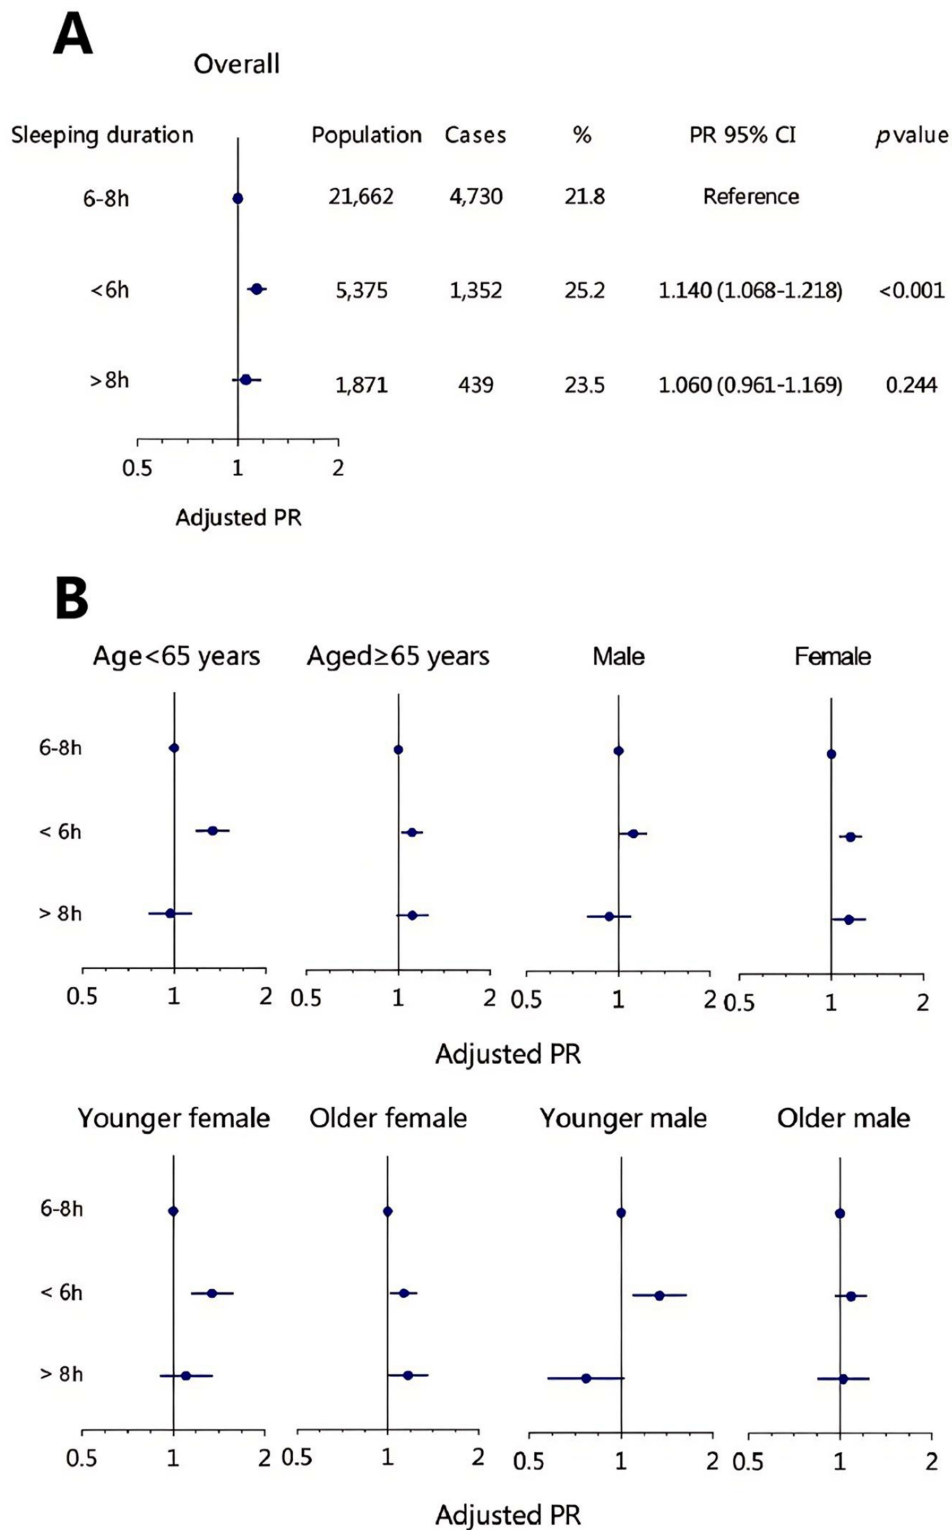 A
Overall
Sleeping duration Population Cases % PR 95% CI p value
6-8h 21,662 4,730 21.8 Reference
<6h 5,375 1,352 25.2 1.140 (1.068-1.218) <0.001
>8h 1,871 439 23.5 1.060 (0.961-1.169) 0.244
0.5 1 2
Adjusted PR
B
Age<65 years Aged≥65 years Male Female
6-8h
< 6h
> 8h
0.5 1 2 0.5 1 2 0.5 1 2 0.5 1 2
Adjusted PR
Younger female Older female Younger male Older male
6-8h
< 6h
> 8h
0.5 1 2 0.5 1 2 0.5 1 2 0.5 1 2
Adjusted PR